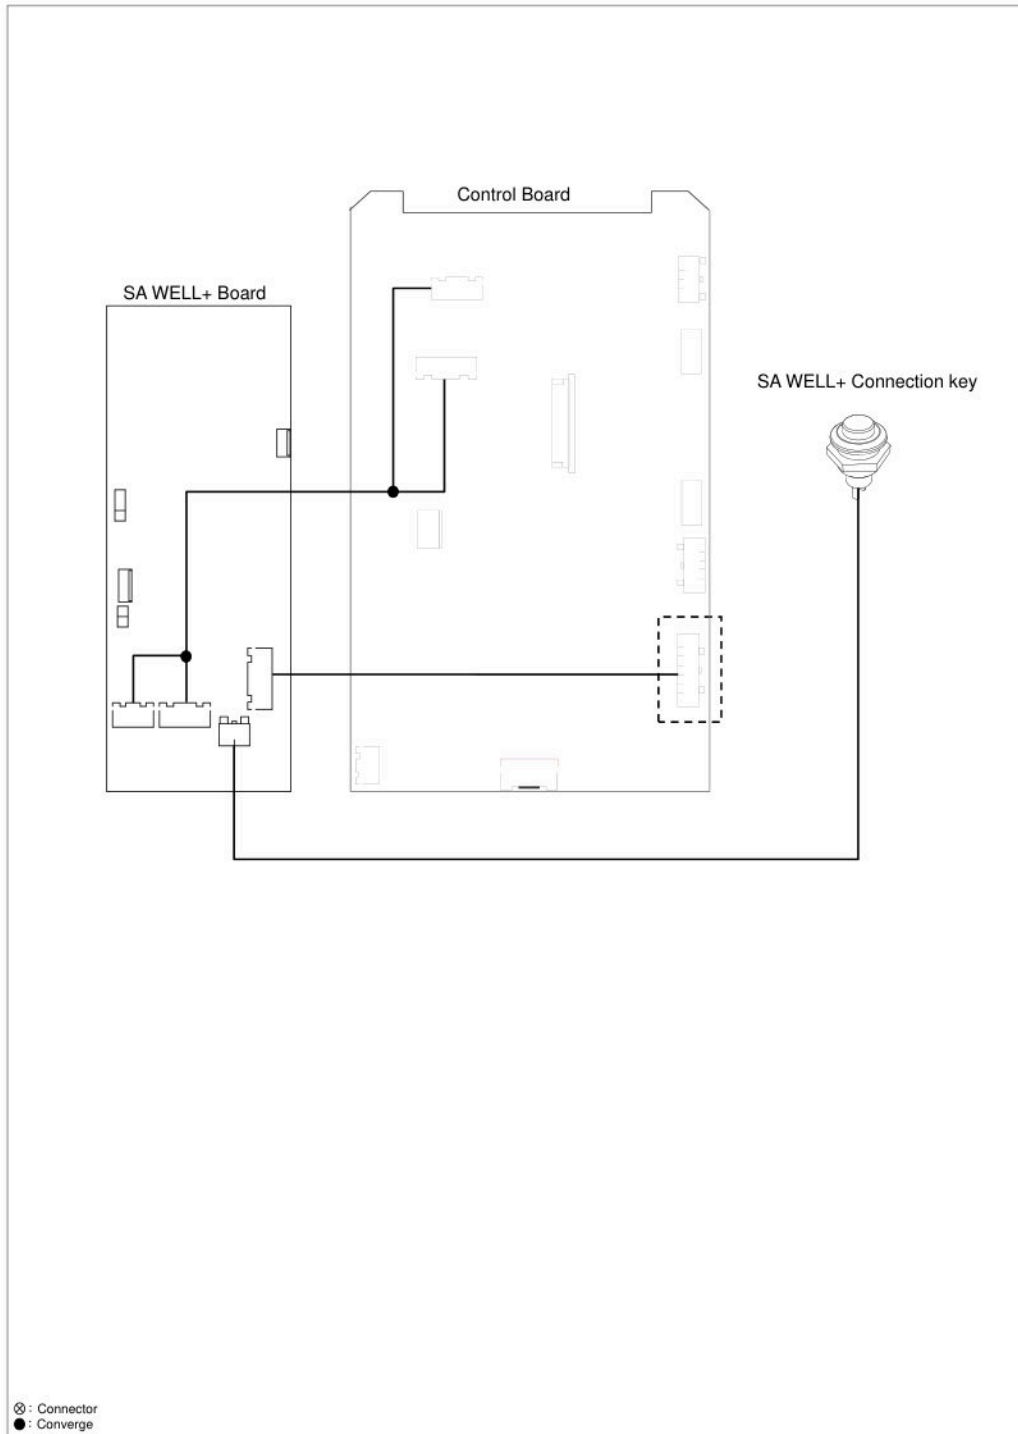 Control Board
SA WELL+ Board
SA WELL+ Connection key
⊗ : Connector
● : Converge